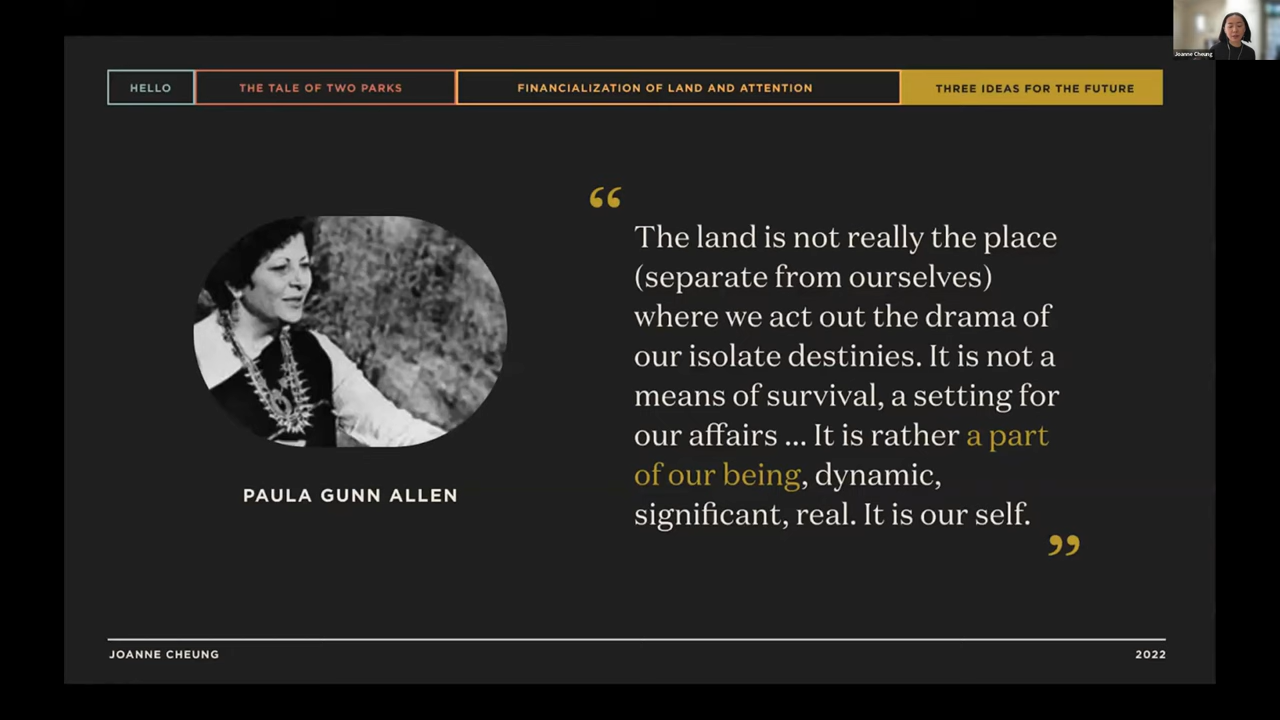 Joanne Cheung
HELLO
THE TALE OF TWO PARKS
FINANCIALIZATION OF LAND AND ATTENTION
THREE IDEAS FOR THE FUTURE
“
The land is not really the place
(separate from ourselves)
where we act out the drama of
our isolate destinies. It is not a
means of survival, a setting for
our affairs ... It is rather a part
of our being, dynamic,
significant, real. It is our self.
”
PAULA GUNN ALLEN
JOANNE CHEUNG
2022